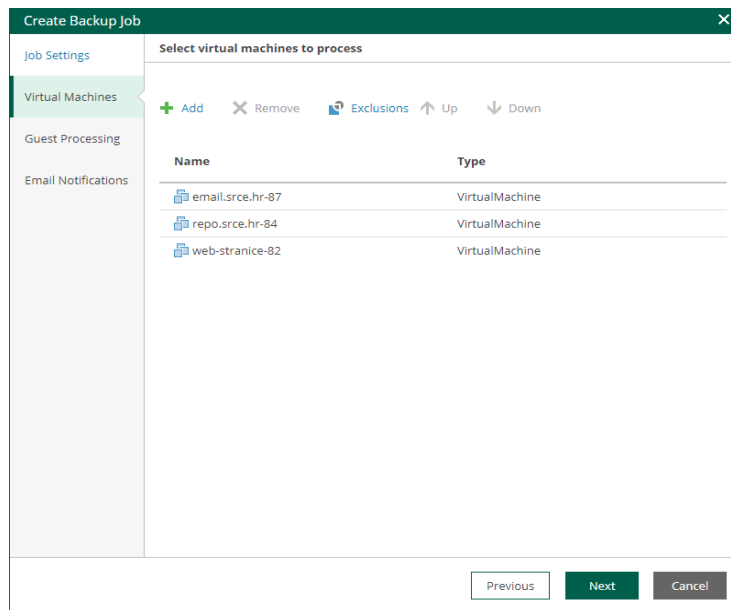 Create Backup Job
Job Settings
Virtual Machines
Guest Processing
Email Notifications
Select virtual machines to process
Add Remove Exclusions Up Down
Name Type
email.srce.hr-87 VirtualMachine
repo.srce.hr-84 VirtualMachine
web-stranice-82 VirtualMachine
Previous Next Cancel